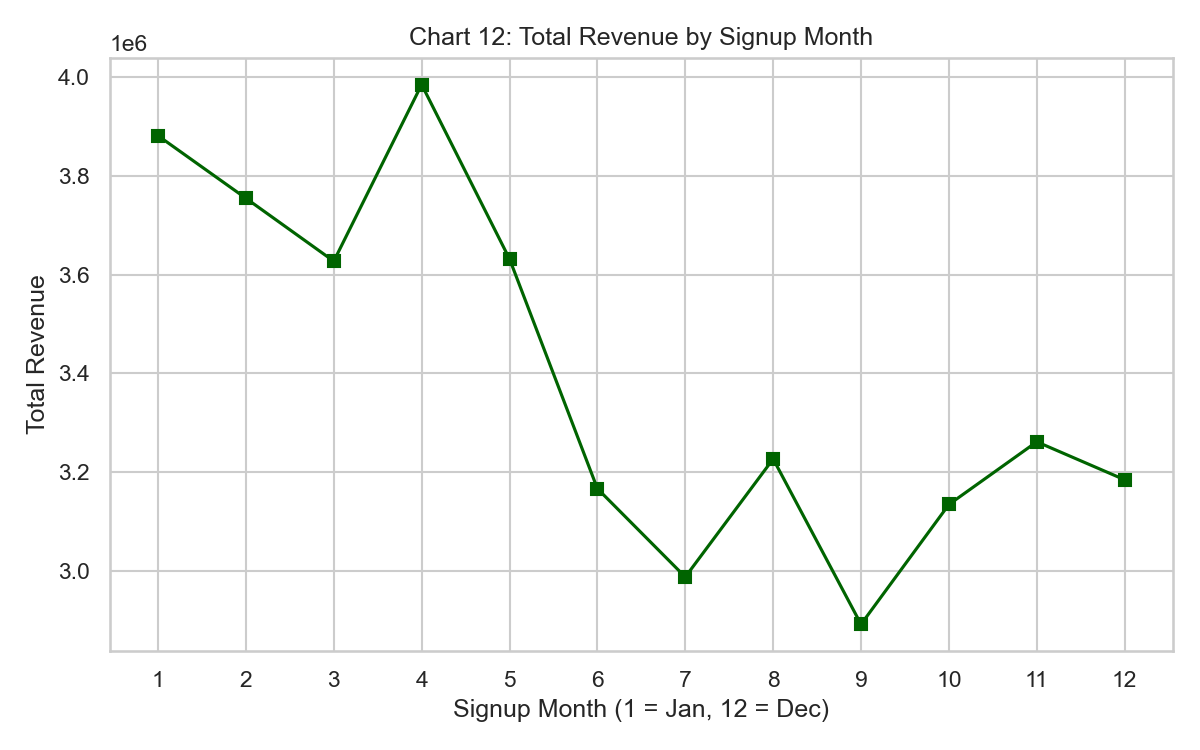 Chart 12: Total Revenue by Signup Month
1e6
4.0
3.8
3.6
3.4
3.2
3.0
Total Revenue
1 2 3 4 5 6 7 8 9 10 11 12
Signup Month (1 = Jan, 12 = Dec)